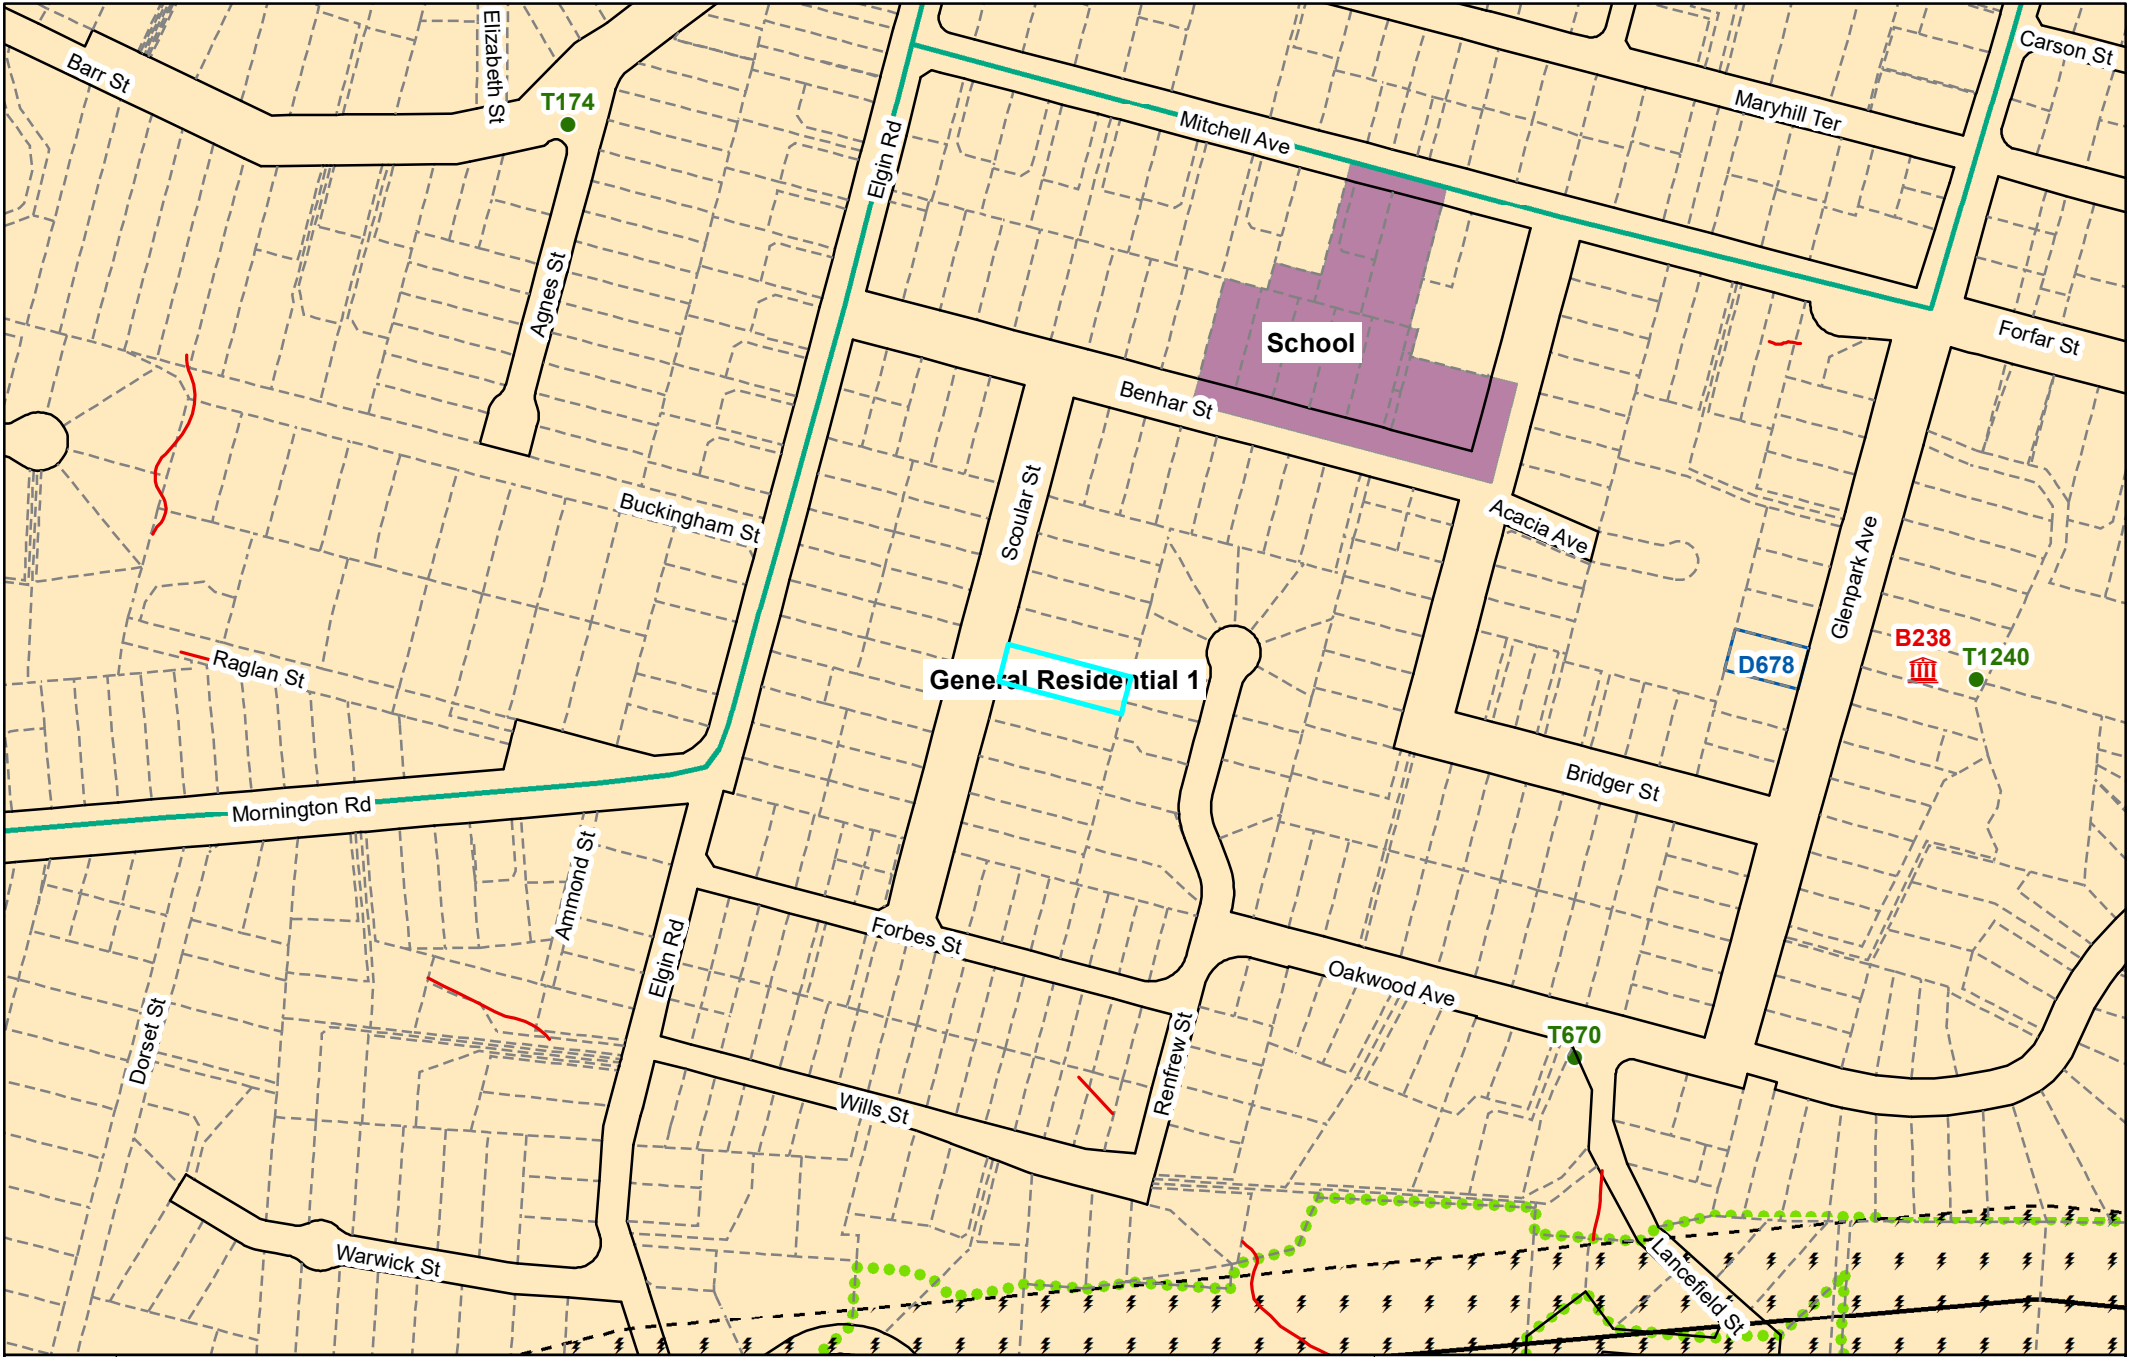 Elizabeth St
Carson St
Barr St
T174
Maryhill Ter
Mitchell Ave
Elgin Rd
Agnes St
School
Forfar St
Benhar St
Buckingham St
Scoular St
Acacia Ave
Glenpark Ave
B238
T1240
D678
Raglan St
General Residential 1
Bridger St
Mornington Rd
Ammond St
Forbes St
Elgin Rd
Oakwood Ave
Dorset St
T670
Renfrew St
Wills St
Warwick St
Lancefield St